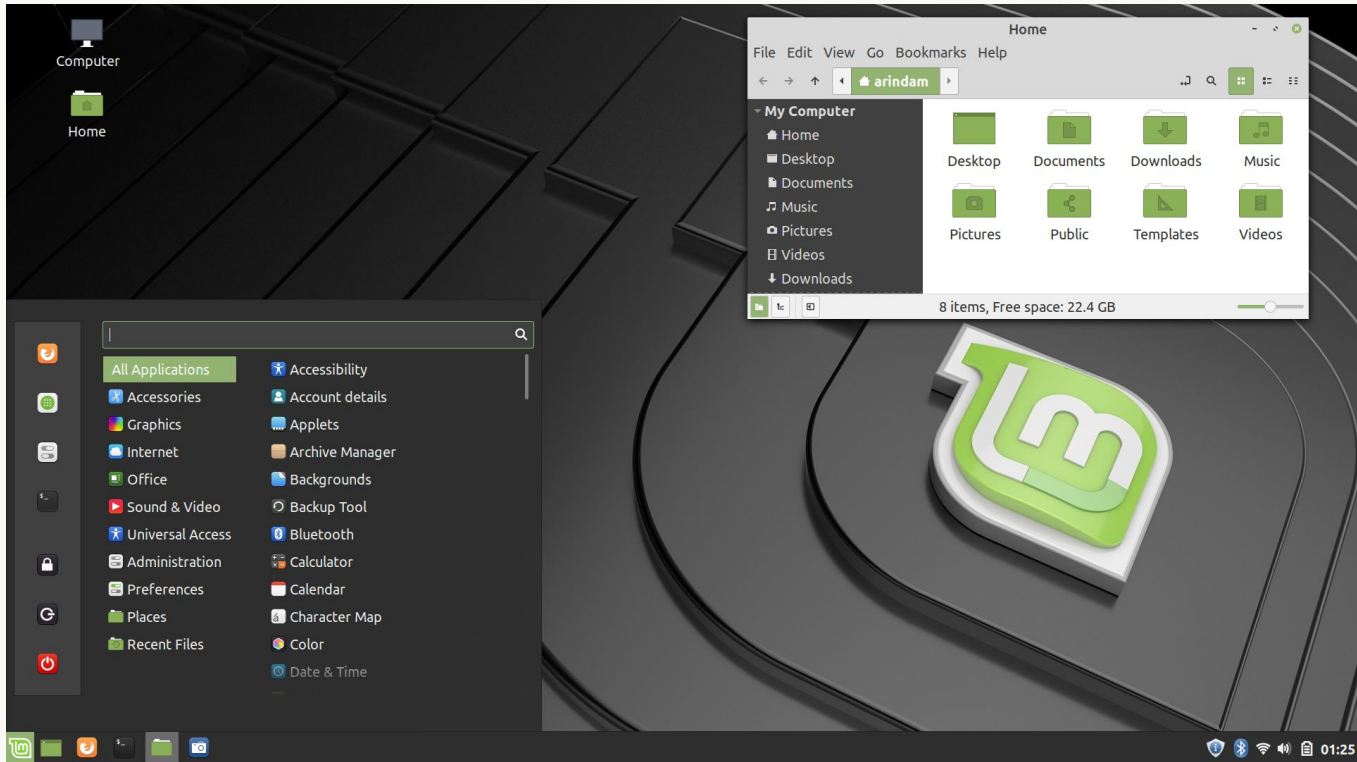 Computer
Home
Home
File Edit View Go Bookmarks Help
arindam
My Computer
Home
Desktop
Documents
Music
Pictures
Videos
Downloads
Desktop Documents Downloads Music
Pictures Public Templates Videos
8 items, Free space: 22.4 GB
All Applications
Accessories
Graphics
Internet
Office
Sound & Video
Universal Access
Administration
Preferences
Places
Recent Files
Accessibility
Account details
Applets
Archive Manager
Backgrounds
Backup Tool
Bluetooth
Calculator
Calendar
Character Map
Color
Date & Time
lm
01:25